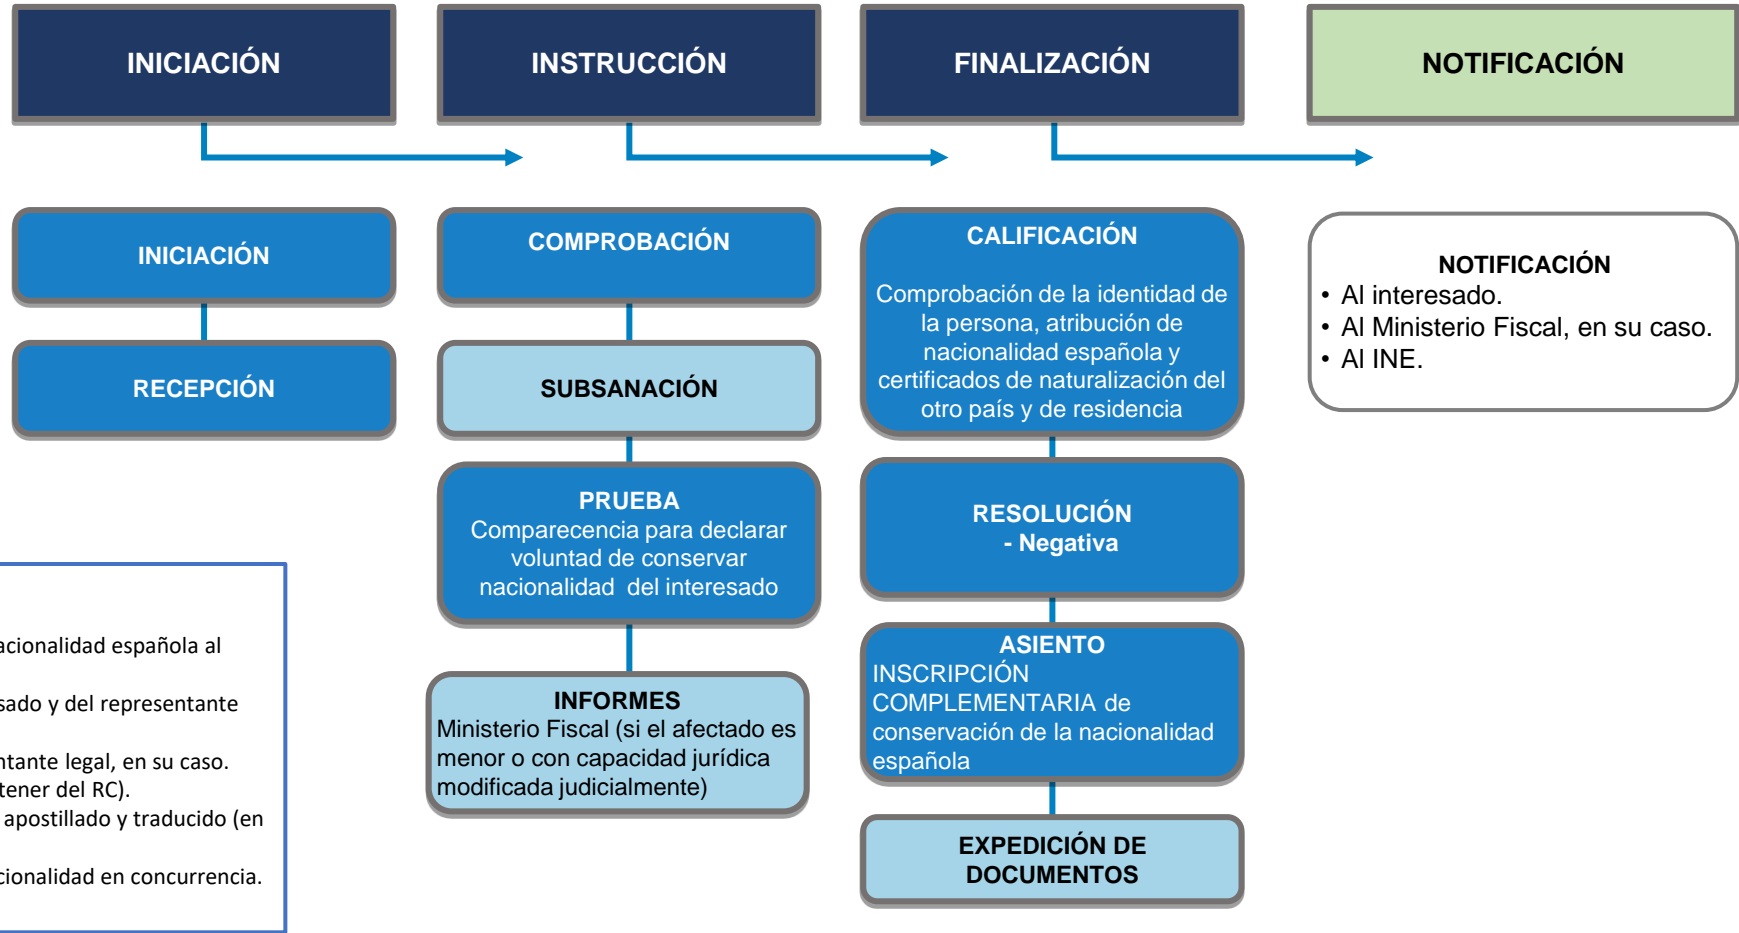 INICIACIÓN
INSTRUCCIÓN
FINALIZACIÓN
NOTIFICACIÓN
INICIACIÓN
RECEPCIÓN
COMPROBACIÓN
SUBSANACIÓN
PRUEBA
Comparecencia para declarar
voluntad de conservar
nacionalidad del interesado
INFORMES
Ministerio Fiscal (si el afectado es
menor o con capacidad jurídica
modificada judicialmente)
CALIFICACIÓN
Comprobación de la identidad de
la persona, atribución de
nacionalidad española y
certificados de naturalización del
otro país y de residencia
RESOLUCIÓN
- Negativa
ASIENTO
INSCRIPCIÓN
COMPLEMENTARIA de
conservación de la nacionalidad
española
EXPEDICIÓN DE
DOCUMENTOS
NOTIFICACIÓN
• Al interesado.
• Al Ministerio Fiscal, en su caso.
• Al INE.
acionalidad española al
sado y del representante
ntante legal, en su caso.
tener del RC).
apostillado y traducido (en
cionalidad en concurrencia.